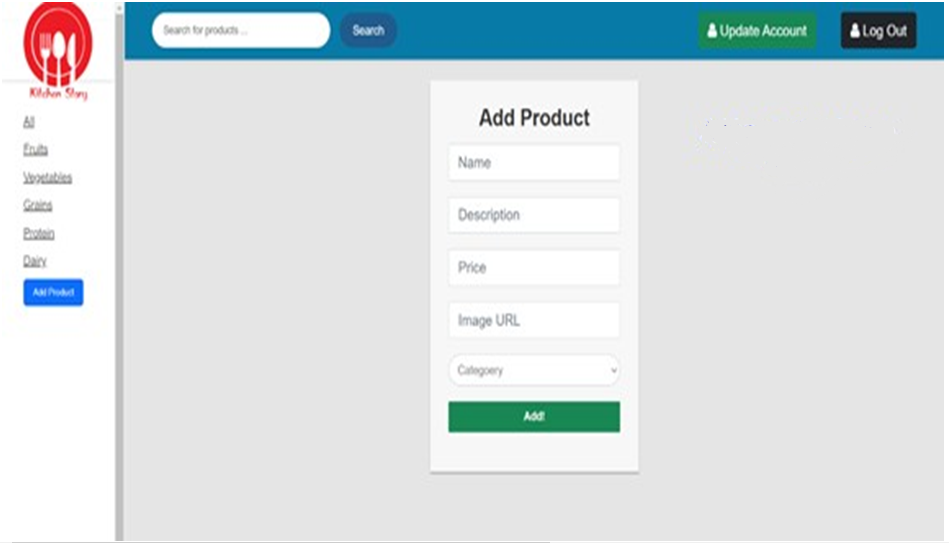 Search for products ...
Search
Update Account
Log Out
Kitchen Story
All
Fruits
Vegetables
Grains
Protein
Dairy
Add Product
Add Product
Name
Description
Price
Image URL
Categoery
Add!